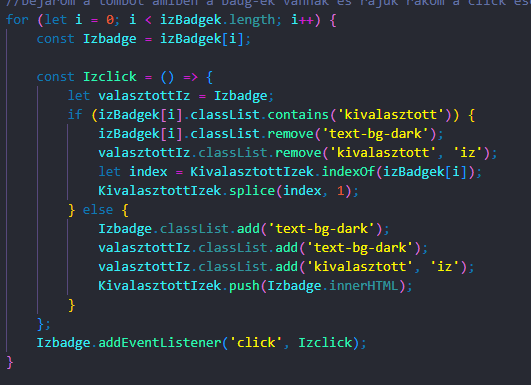 //bejárom a tömböt amiben a badg-ek vannak és rájuk rakom a click
for (let i = 0; i < izBadgek.length; i++) {
    const Izbadge = izBadgek[i];
    const Izclick = () => {
        let valasztottIz = Izbadge;
        if (izBadgek[i].classList.contains('kivalasztott')) {
            izBadgek[i].classList.remove('text-bg-dark');
            valasztottIz.classList.remove('kivalasztott', 'iz');
            let index = KivalasztottIzek.indexOf(izBadgek[i]);
            KivalasztottIzek.splice(index, 1);
        } else {
            Izbadge.classList.add('text-bg-dark');
            valasztottIz.classList.add('text-bg-dark');
            valasztottIz.classList.add('kivalasztott', 'iz');
            KivalasztottIzek.push(Izbadge.innerHTML);
        }
    };
    Izbadge.addEventListener('click', Izclick);
}